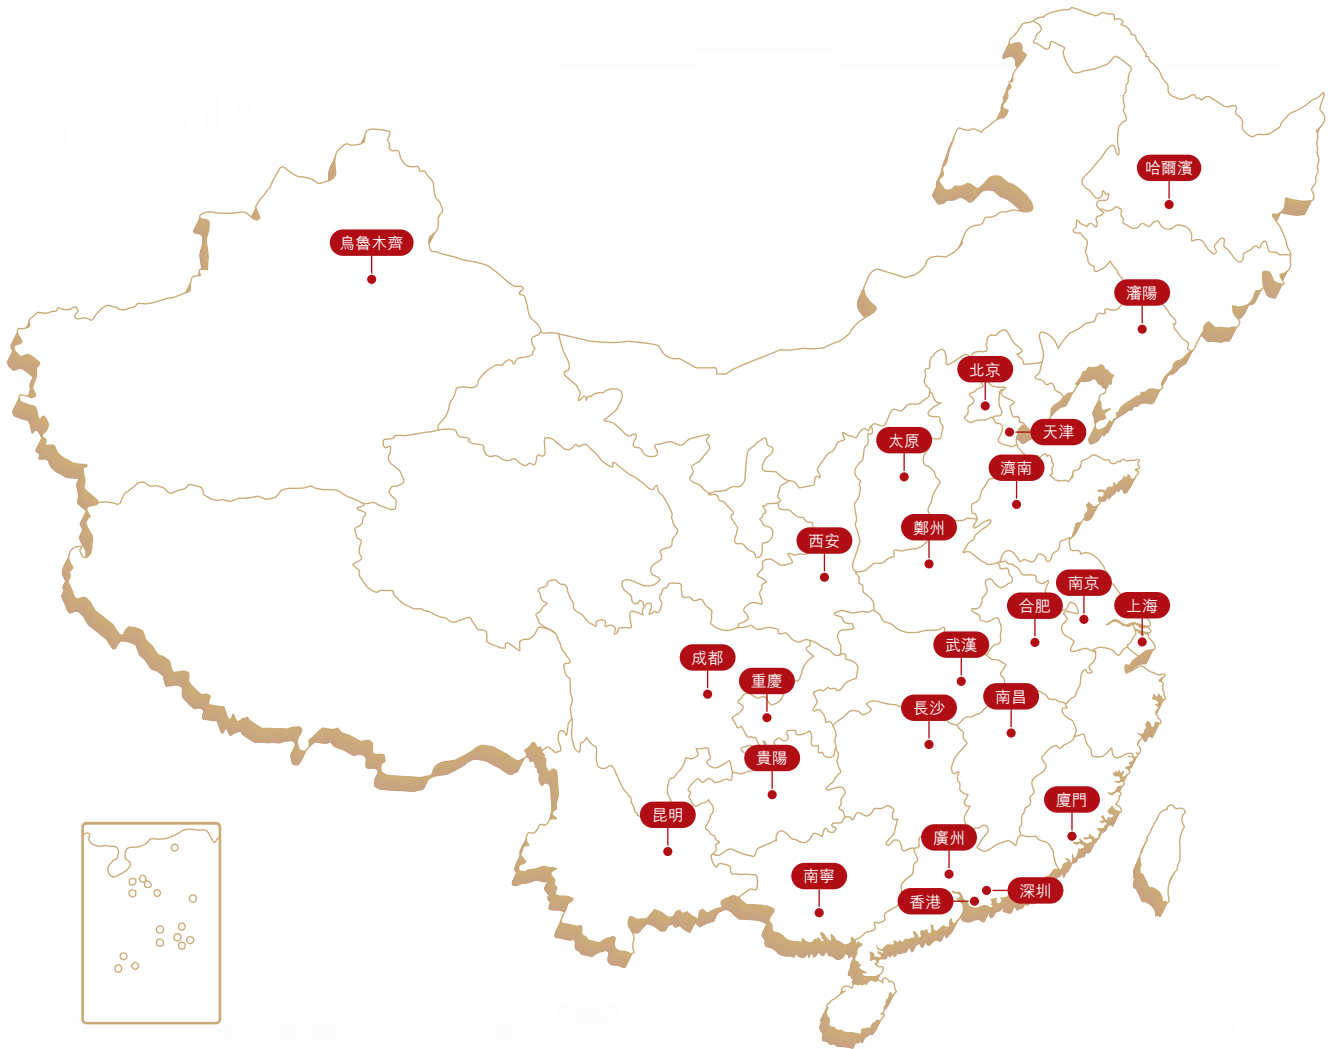 哈爾濱
烏魯木齊
瀋陽
北京
天津
太原
濟南
鄭州
西安
南京
合肥
上海
武漢
成都
重慶
南昌
長沙
貴陽
廈門
昆明
廣州
南寧
深圳
香港